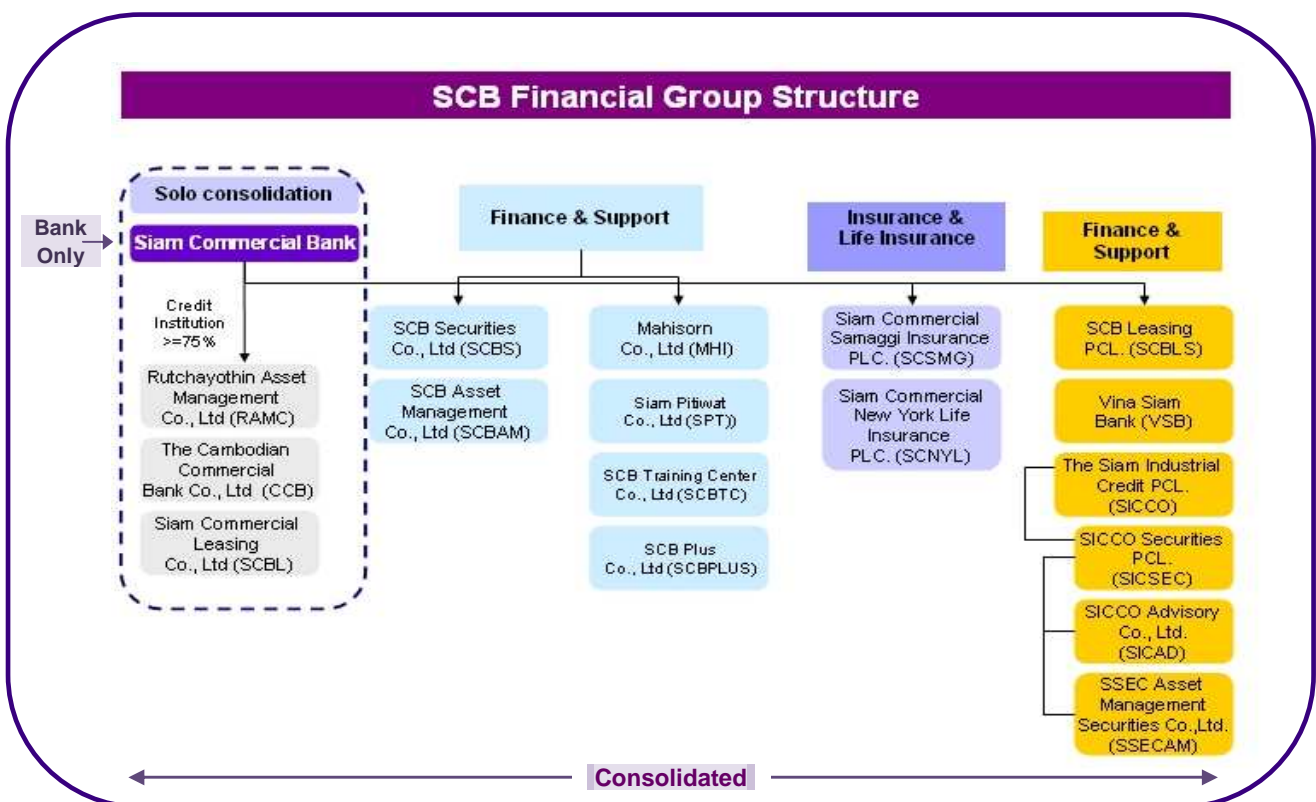 SCB Financial Group Structure
Bank
Only
Solo consolidation
Siam Commercial Bank
Credit
Institution
>=75%
Rutchayothin Asset
Management
Co., Ltd (RAMC)
The Cambodian
Commercial
Bank Co., Ltd (CCB)
Siam Commercial
Leasing
Co., Ltd (SCBL)
Finance & Support
SCB Securities
Co., Ltd (SCBS)
SCB Asset
Management
Co., Ltd (SCBAM)
Mahisorn
Co., Ltd (MHI)
Siam Pitiwat
Co., Ltd (SPT))
SCB Training Center
Co., Ltd (SCBTC)
SCB Plus
Co., Ltd (SCBPLUS)
Insurance &
Life Insurance
Siam Commercial
Samaggi Insurance
PLC. (SCSMG)
Siam Commercial
New York Life
Insurance
PLC. (SCNYL)
Finance &
Support
SCB Leasing
PCL. (SCBLS)
Vina Siam
Bank (VSB)
The Siam Industrial
Credit PCL.
(SICCO)
SICCO Securities
PCL.
(SICSEC)
SICCO Advisory
Co., Ltd.
(SICAD)
SSEC Asset
Management
Securities Co.,Ltd.
(SSECAM)
Consolidated